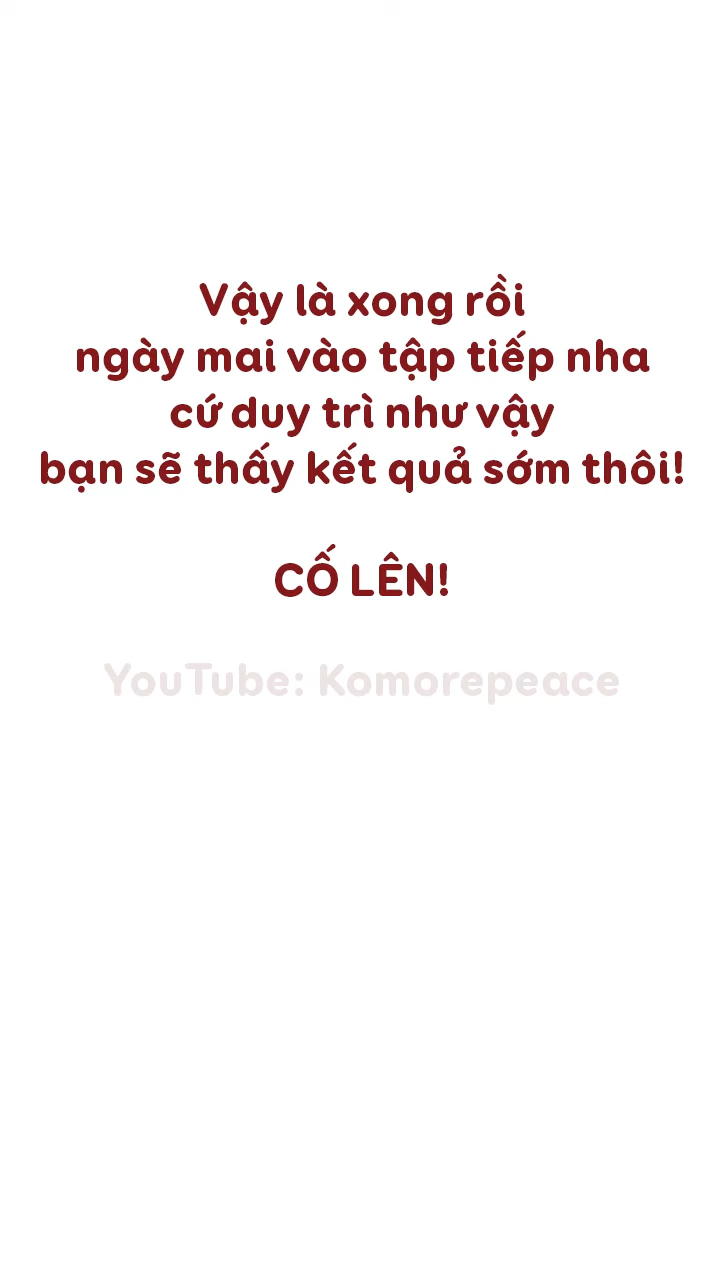 Vậy là xong rồi
ngày mai vào tập tiếp nha
cứ duy trì như vậy
bạn sẽ thấy kết quả sớm thôi!
CỐ LÊN!
YouTube: Komorepeace